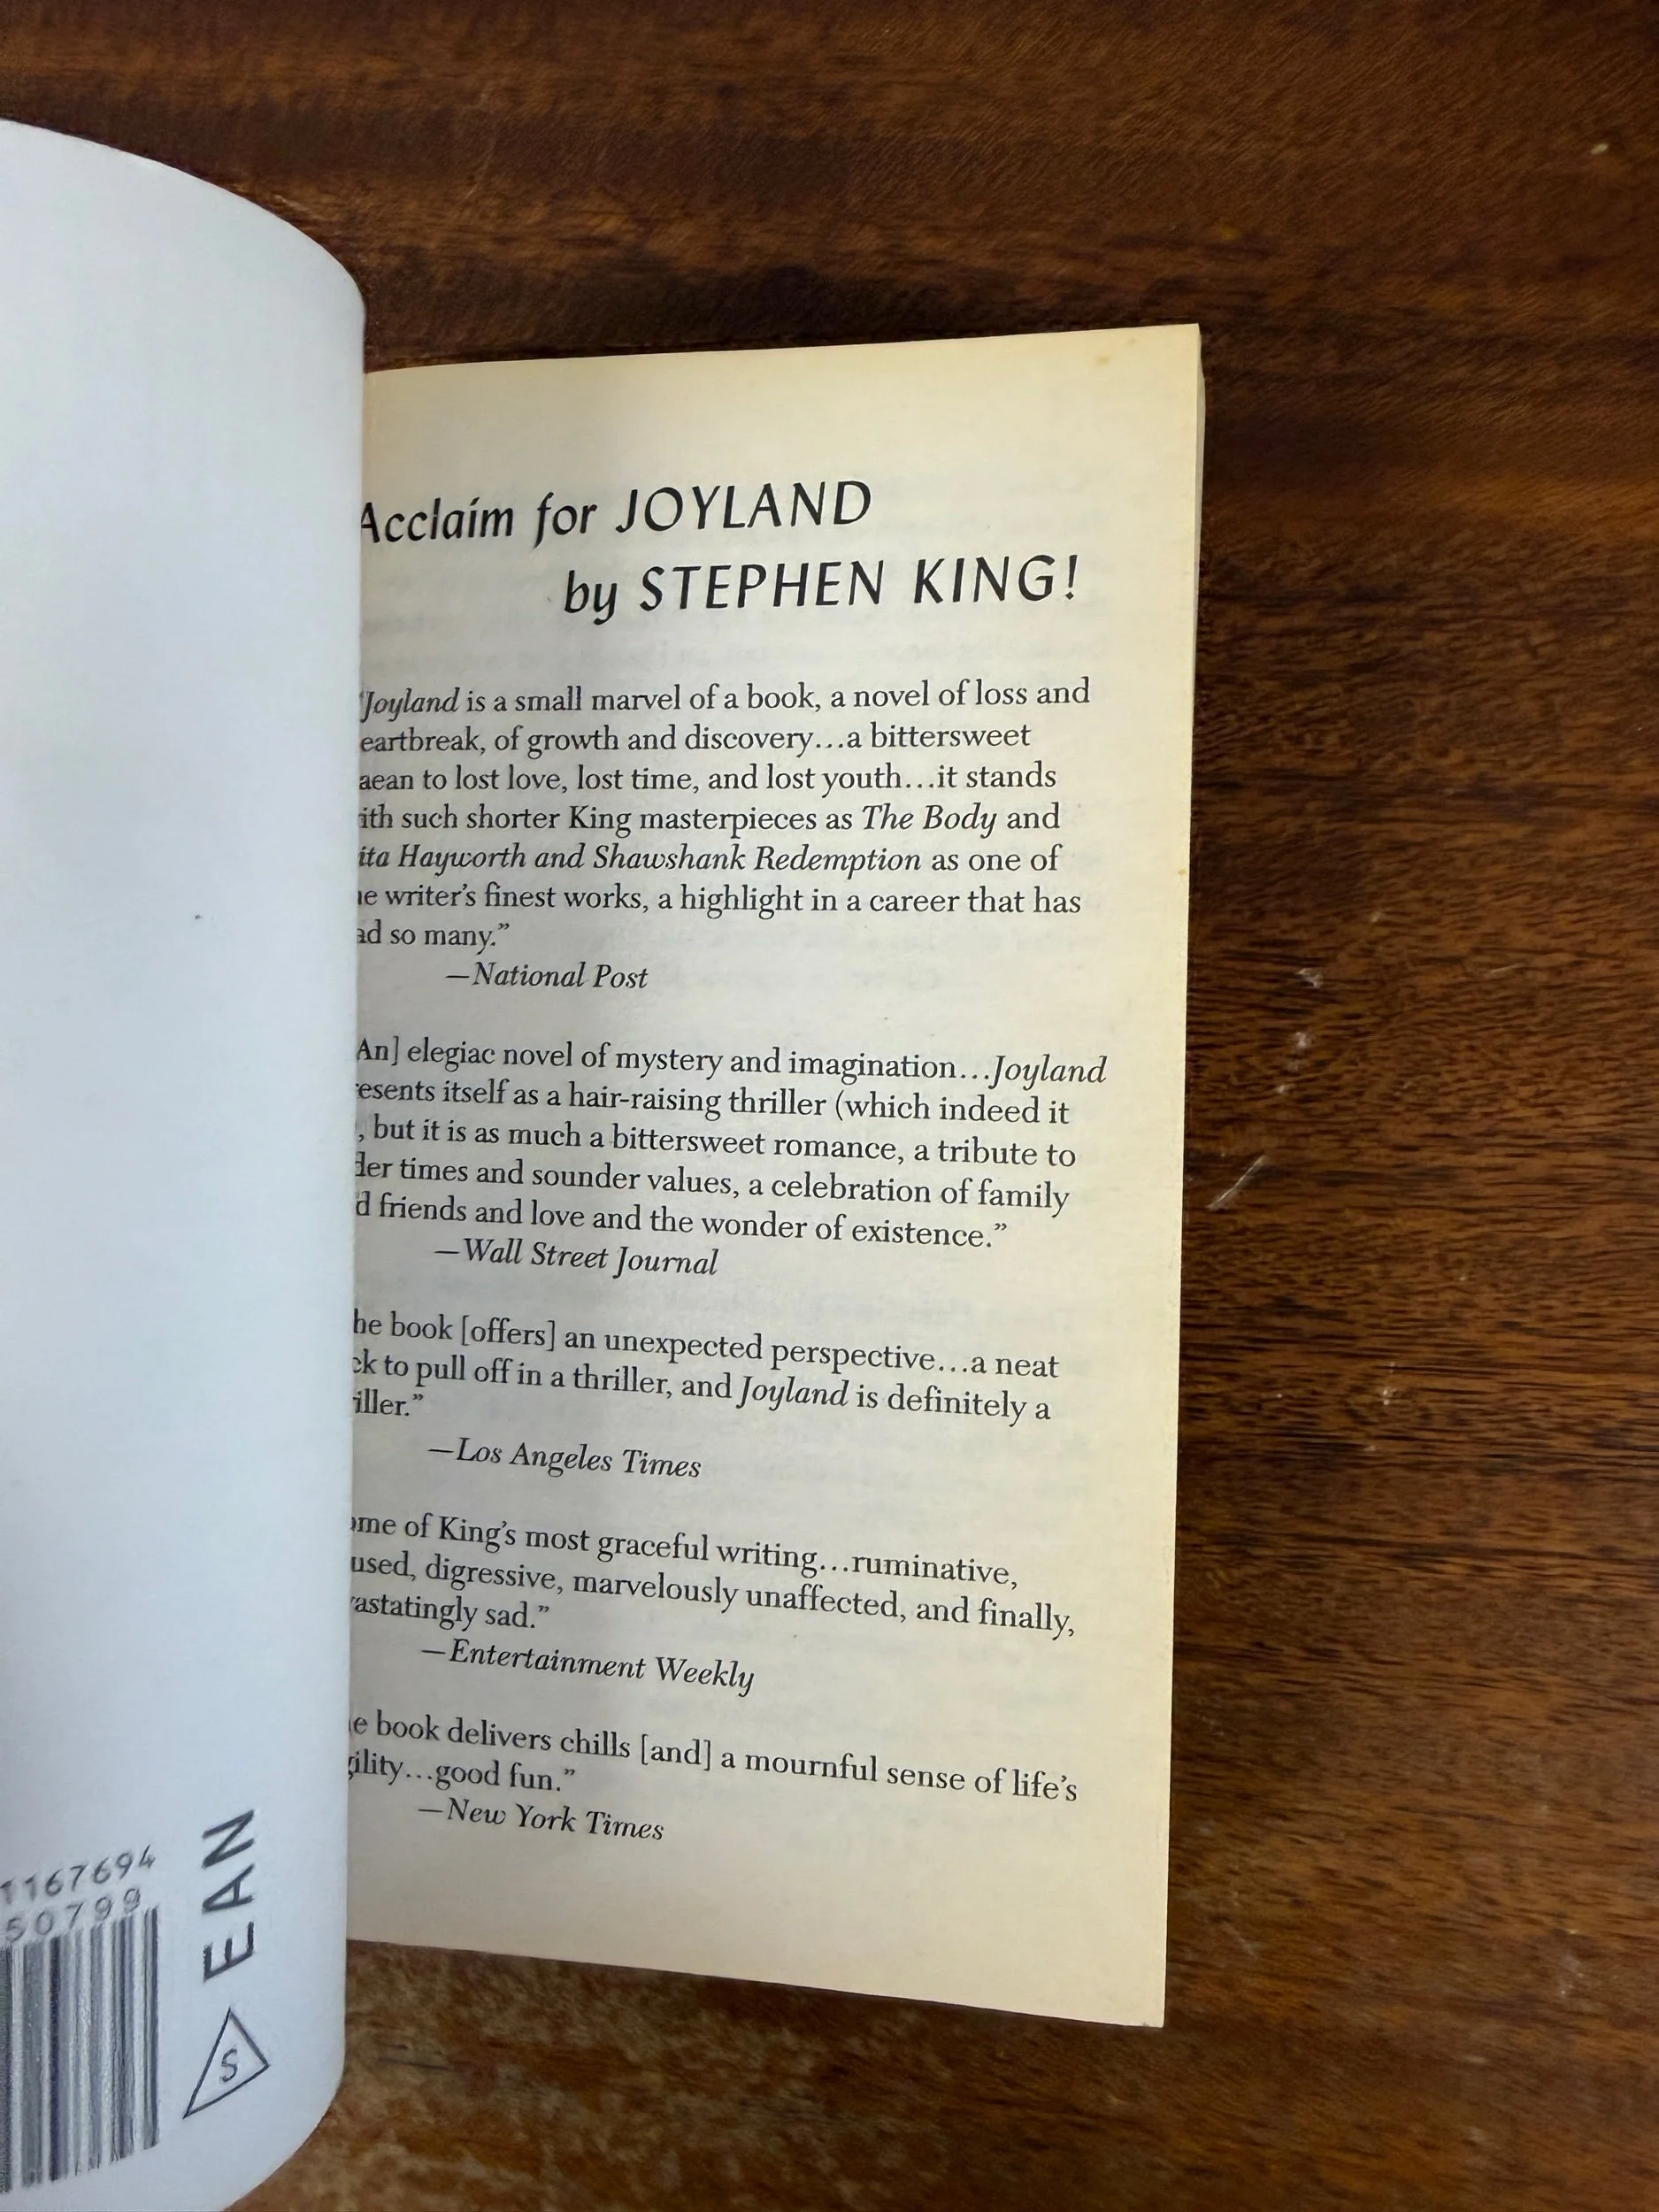 Acclaim for JOYLAND
by STEPHEN KING!
Joyland is a small marvel of a book, a novel of loss and
eartbreak, of growth and discovery…a bittersweet
aean to lost love, lost time, and lost youth…it stands
ith such shorter King masterpieces as The Body and
ita Hayworth and Shawshank Redemption as one of
e writer’s finest works, a highlight in a career that has
ad so many.”
—National Post
An] elegiac novel of mystery and imagination…Joyland
esents itself as a hair-raising thriller (which indeed it
, but it is as much a bittersweet romance, a tribute to
der times and sounder values, a celebration of family
d friends and love and the wonder of existence.”
—Wall Street Journal
he book [offers] an unexpected perspective…a neat
ck to pull off in a thriller, and Joyland is definitely a
iller.”
—Los Angeles Times
ome of King’s most graceful writing…ruminative,
used, digressive, marvelously unaffected, and finally,
vastatingly sad.”
—Entertainment Weekly
e book delivers chills [and] a mournful sense of life’s
gility…good fun.”
—New York Times
1167694
50799
EAN
S